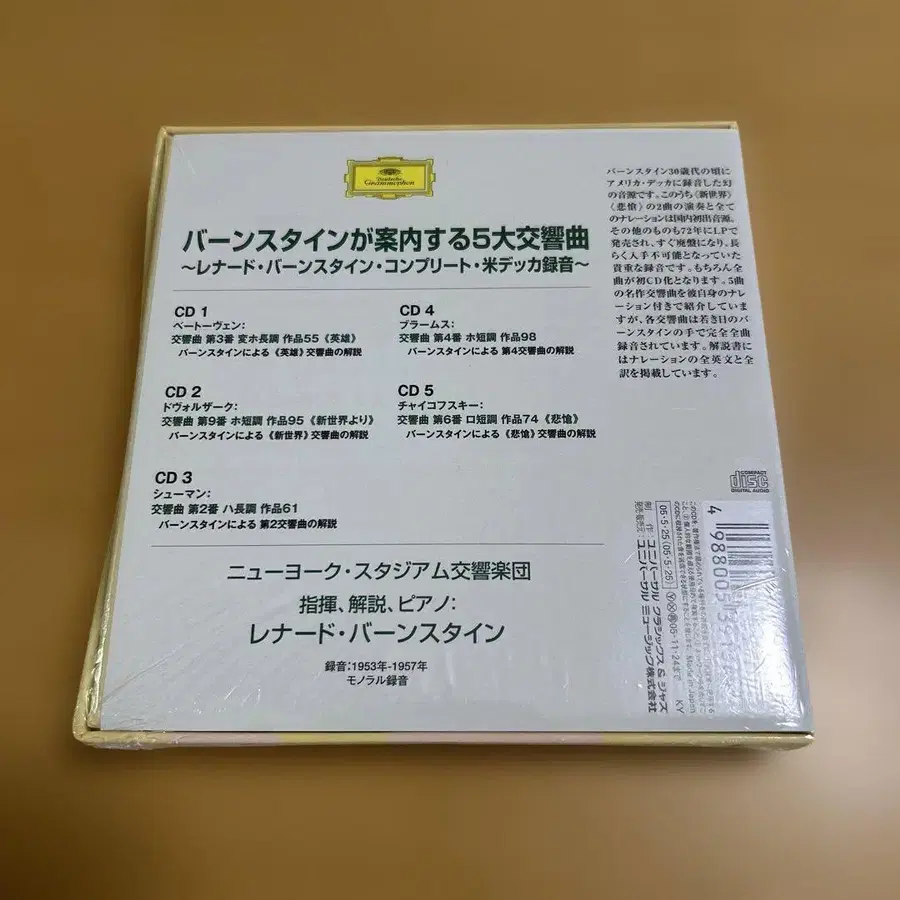 Deutsche
Grammophon
バーンスタインが案内する5大交響曲
〜レナード・バーンスタイン・コンプリート・米デッカ録音〜
CD 1
ベートーヴェン:
交響曲 第3番 変ホ長調 作品55《英雄》
バーンスタインによる《英雄》交響曲の解説
CD 2
ドヴォルザーク:
交響曲 第9番 ホ短調 作品95《新世界より》
バーンスタインによる《新世界》交響曲の解説
CD 3
シューマン:
交響曲 第2番 ハ長調 作品61
バーンスタインによる 第2交響曲の解説
CD 4
ブラームス:
交響曲 第4番 ホ短調 作品98
バーンスタインによる 第4交響曲の解説
CD 5
チャイコフスキー:
交響曲 第6番 ロ短調 作品74《悲愴》
バーンスタインによる《悲愴》交響曲の解説
ニューヨーク・スタジアム交響楽団
指揮、解説、ピアノ:
レナード・バーンスタイン
録音:1953年-1957年
モノラル録音
バーンスタイン30歳代の頃に
アメリカ・デッカに録音した幻
の音源です。このうち《新世界》
《悲愴》の2曲の演奏と全て
のナレーションは国内初出音源。
その他のものも72年にLPで
発売され、すぐ廃盤になり、長
らく入手不可能となっていた
貴重な録音です。もちろん全
曲が初CD化となります。5曲
の名作交響曲を彼自身のナレー
ション付きで紹介していま
すが、各交響曲は若き日のバ
ーンスタインの手で完全全曲
録音されています。解説書に
はナレーションの全英文と全
訳を掲載しています。
COMPACT
disc
DIGITAL AUDIO
4 988005
05・5・25(05・5・25)
05・11・24まで KY
制作:ユニバーサル クラシックス&ジャズ
発売・販売元:ユニバーサル ミュージック株式会社
Made in Japan